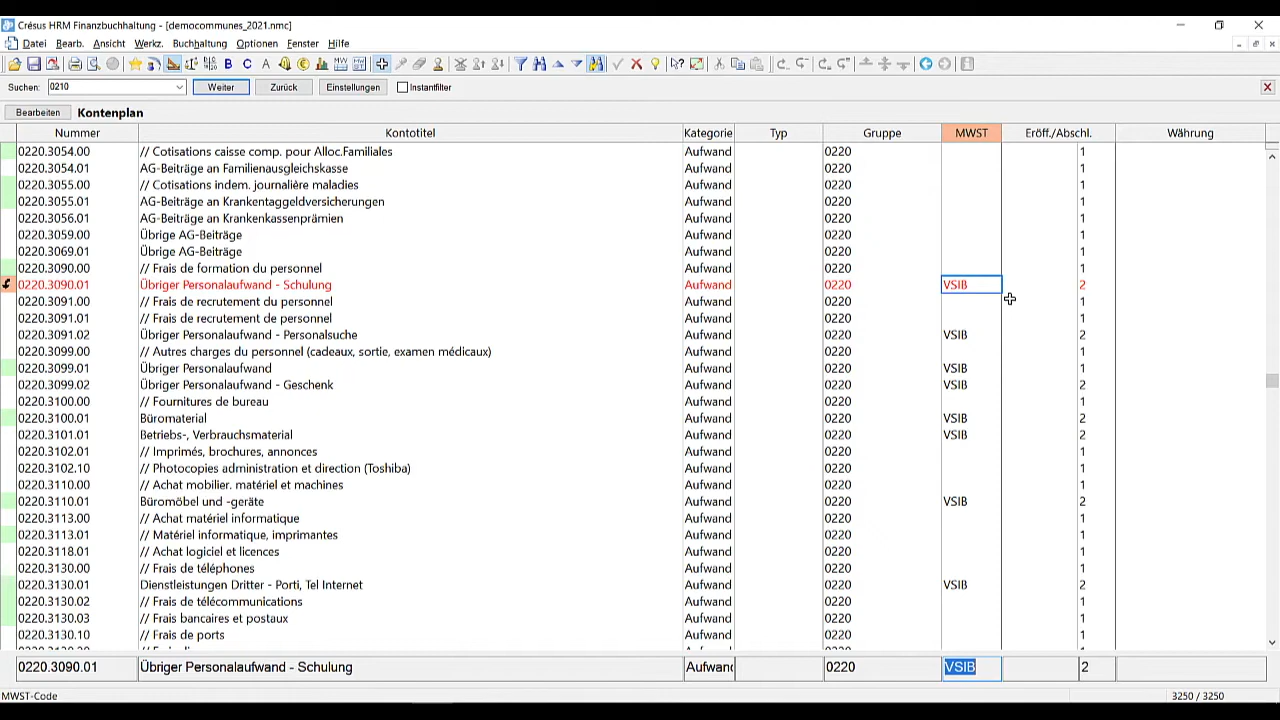 Crésus HRM Finanzbuchhaltung - [democommunes_2021.nmc]
Datei Bearb. Ansicht Werkz. Buchhaltung Optionen Fenster Hilfe
Suchen: 0210 Weiter Zurück Einstellungen Instantfilter
Bearbeiten Kontenplan
Nummer Kontotitel Kategorie Typ Gruppe MWST Eröff./Abschl. Währung
0220.3054.00 // Cotisations caisse comp. pour Alloc.Familiales Aufwand 0220 1
0220.3054.01 AG-Beiträge an Familienausgleichskasse Aufwand 0220 1
0220.3055.00 // Cotisations indem. journalière maladies Aufwand 0220 1
0220.3055.01 AG-Beiträge an Krankentaggeldversicherungen Aufwand 0220 1
0220.3056.01 AG-Beiträge an Krankenkassenprämien Aufwand 0220 1
0220.3059.00 Übrige AG-Beiträge Aufwand 0220 1
0220.3069.01 Übrige AG-Beiträge Aufwand 0220 1
0220.3090.00 // Frais de formation du personnel Aufwand 0220 1
0220.3090.01 Übriger Personalaufwand - Schulung Aufwand 0220 VSIB 2
0220.3091.00 // Frais de recrutement du personnel Aufwand 0220 1
0220.3091.01 // Frais de recrutement de personnel Aufwand 0220 1
0220.3091.02 Übriger Personalaufwand - Personalsuche Aufwand 0220 VSIB 2
0220.3099.00 // Autres charges du personnel (cadeaux, sortie, examen médicaux) Aufwand 0220 1
0220.3099.01 Übriger Personalaufwand Aufwand 0220 VSIB 1
0220.3099.02 Übriger Personalaufwand - Geschenk Aufwand 0220 VSIB 2
0220.3100.00 // Fournitures de bureau Aufwand 0220 1
0220.3100.01 Büromaterial Aufwand 0220 VSIB 2
0220.3101.01 Betriebs-, Verbrauchsmaterial Aufwand 0220 VSIB 2
0220.3102.01 // Imprimés, brochures, annonces Aufwand 0220 1
0220.3102.10 // Photocopies administration et direction (Toshiba) Aufwand 0220 1
0220.3110.00 // Achat mobilier. matériel et machines Aufwand 0220 1
0220.3110.01 Büromöbel und -geräte Aufwand 0220 VSIB 2
0220.3113.00 // Achat matériel informatique Aufwand 0220 1
0220.3113.01 // Matériel informatique, imprimantes Aufwand 0220 1
0220.3118.01 // Achat logiciel et licences Aufwand 0220 1
0220.3130.00 // Frais de téléphones Aufwand 0220 1
0220.3130.01 Dienstleistungen Dritter - Porti, Tel Internet Aufwand 0220 VSIB 2
0220.3130.02 // Frais de télécommunications Aufwand 0220 1
0220.3130.03 // Frais bancaires et postaux Aufwand 0220 1
0220.3130.10 // Frais de ports Aufwand 0220 1
0220.3090.01 Übriger Personalaufwand - Schulung Aufwand 0220 VSIB 2
MWST-Code 3250 / 3250